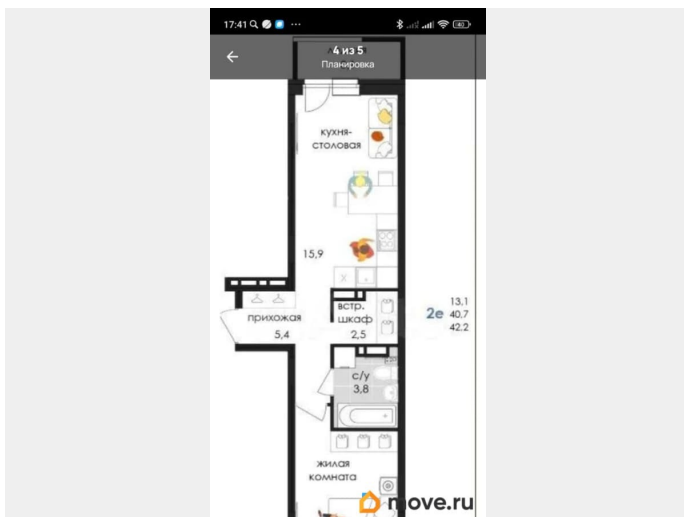 17:41
140
4 из 5
Планировка
кухня-
столовая
15,9
встр.
шкаф
2,5
прихожая
5,4
2е
13,1
40,7
42,2
с/у
3,8
жилая
комната
move.ru